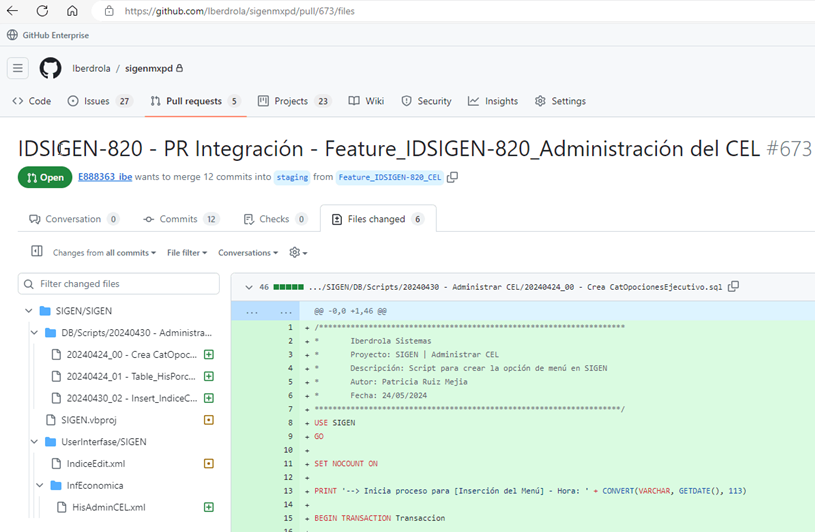 https://github.com/Iberdrola/sigenmxpd/pull/673/files
GitHub Enterprise
Iberdrola / sigenmxpd
Code Issues 27 Pull requests 5 Projects 23 Wiki Security Insights Settings
IDSIGEN-820 - PR Integración - Feature_IDSIGEN-820_Administración del CEL #673
Open E888363_ibe wants to merge 12 commits into staging from Feature_IDSIGEN-820_CEL
Conversation 0 Commits 12 Checks 0 Files changed 6
Changes from all commits File filter Conversations
Filter changed files
46 .../SIGEN/DB/Scripts/20240430 - Administrar CEL/20240424_00 - Crea CatOpocionesEjecutivo.sql
SIGEN/SIGEN
DB/Scripts/20240430 - Administra...
20240424_00 - Crea CatOpoc...
20240424_01 - Table_HisPorc...
20240430_02 - Insert_IndiceC...
SIGEN.vbproj
UserInterfase/SIGEN
IndiceEdit.xml
InfEconomica
HisAdminCEL.xml
... ... @@ -0,0 +1,46 @@
1 + /********************************************************************
2 + * Iberdrola Sistemas
3 + * Proyecto: SIGEN | Administrar CEL
4 + * Descripción: Script para crear la opción de menú en SIGEN
5 + * Autor: Patricia Ruiz Mejia
6 + * Fecha: 24/05/2024
7 + ********************************************************************/
8 + USE SIGEN
9 + GO
10 +
11 + SET NOCOUNT ON
12 +
13 + PRINT '--> Inicia proceso para [Inserción del Menú] - Hora: ' + CONVERT(VARCHAR, GETDATE(), 113)
14 +
15 + BEGIN TRANSACTION Transaccion